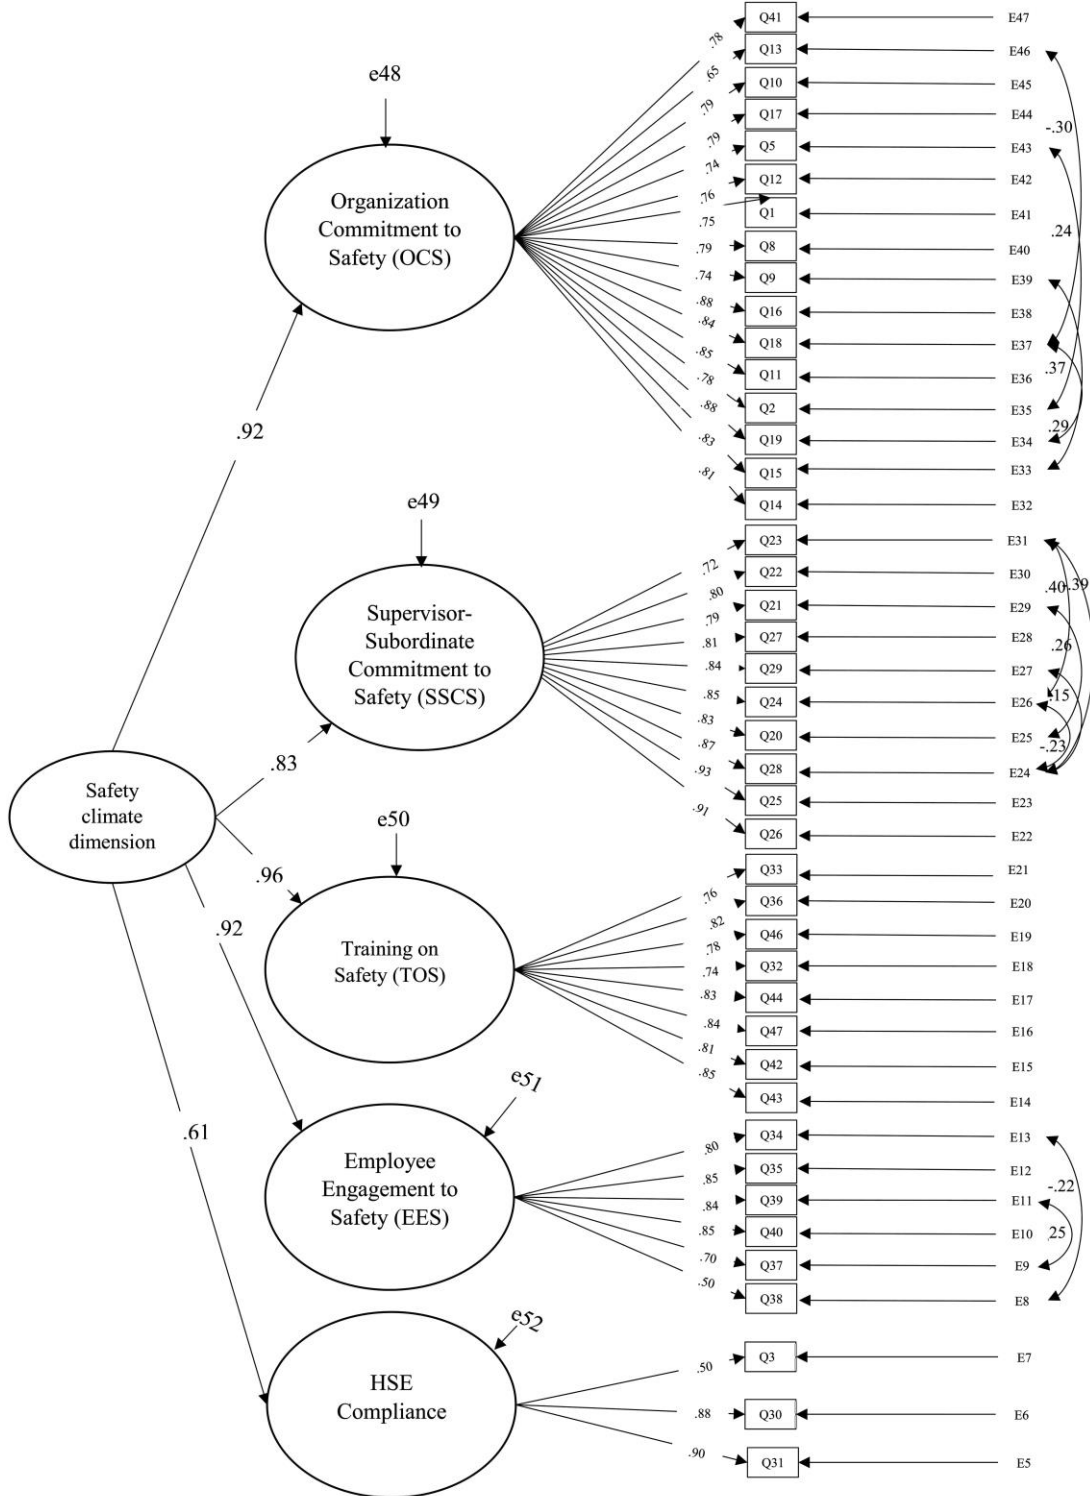 e48
Organization
Commitment to
Safety (OCS)
.92
e49
Supervisor-
Subordinate
Commitment to
Safety (SSCS)
.83
Safety
climate
dimension
.96
e50
Training on
Safety (TOS)
.92
e51
Employee
Engagement to
Safety (EES)
.61
e52
HSE
Compliance
.78 Q41 E47
.65 Q13 E46
.79 Q10 E45
.79 Q17 E44
.74 Q5 E43
.76 Q12 E42
.75 Q1 E41
.79 Q8 E40
.74 Q9 E39
.88 Q16 E38
.84 Q18 E37
.85 Q11 E36
.78 Q2 E35
.88 Q19 E34
.83 Q15 E33
.81 Q14 E32
-.30
.24
.37
.29
.72 Q23 E31
.80 Q22 E30
.79 Q21 E29
.81 Q27 E28
.84 Q29 E27
.85 Q24 E26
.83 Q20 E25
.87 Q28 E24
.93 Q25 E23
.91 Q26 E22
.40 -.39
.26
.15
-.23
.76 Q33 E21
.82 Q36 E20
.78 Q46 E19
.74 Q32 E18
.83 Q44 E17
.84 Q47 E16
.81 Q42 E15
.85 Q43 E14
.80 Q34 E13
.85 Q35 E12
.84 Q39 E11
.85 Q40 E10
.70 Q37 E9
.50 Q38 E8
-.22
.25
.50 Q3 E7
.88 Q30 E6
.90 Q31 E5